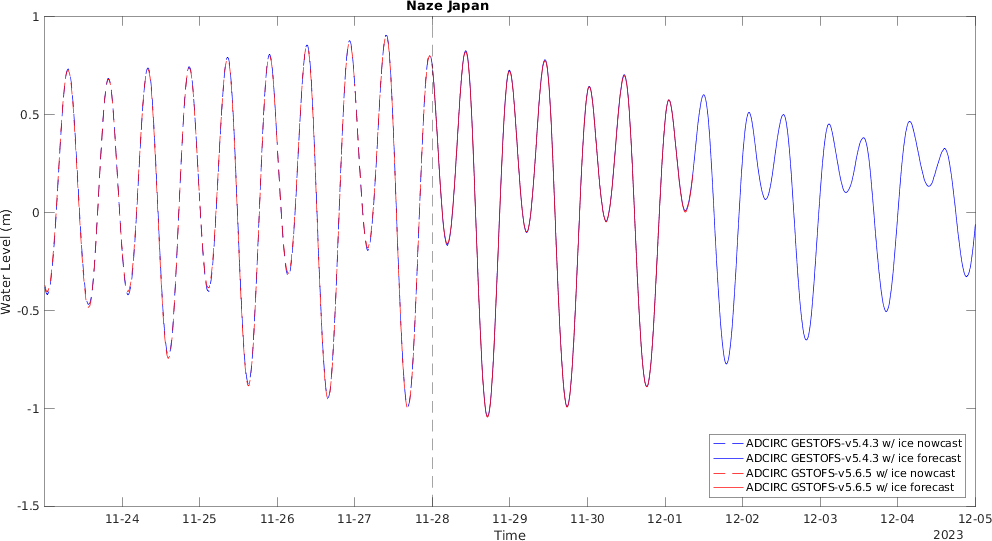 Naze Japan
1
0.5
0
-0.5
-1
-1.5
Water Level (m)
11-24
11-25
11-26
11-27
11-28
11-29
11-30
12-01
12-02
12-03
12-04
12-05
Time
2023
ADCIRC GESTOFS-v5.4.3 w/ ice nowcast
ADCIRC GESTOFS-v5.4.3 w/ ice forecast
ADCIRC GSTOFS-v5.6.5 w/ ice nowcast
ADCIRC GSTOFS-v5.6.5 w/ ice forecast